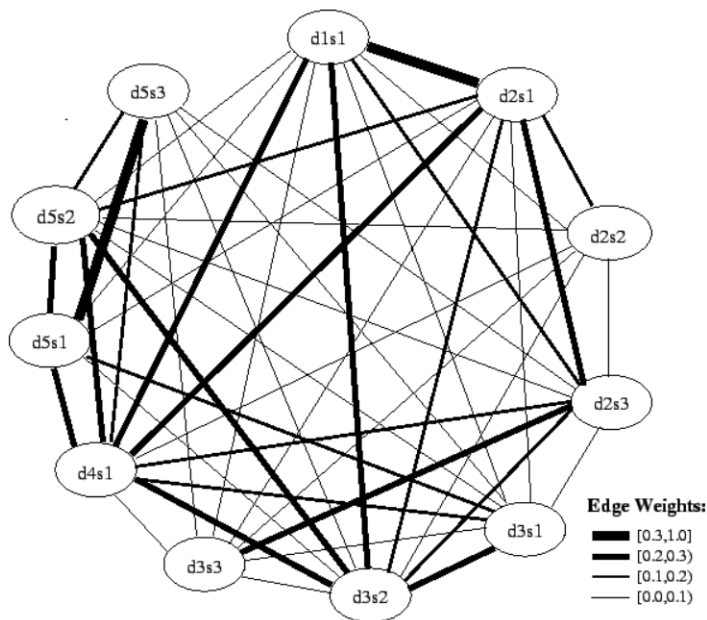 d1s1
d5s3
d2s1
d5s2
d2s2
d5s1
d2s3
d4s1
Edge Weights:
d3s1
[0.3,1.0]
[0.2,0.3)
d3s3
[0.1,0.2)
d3s2
[0.0,0.1)